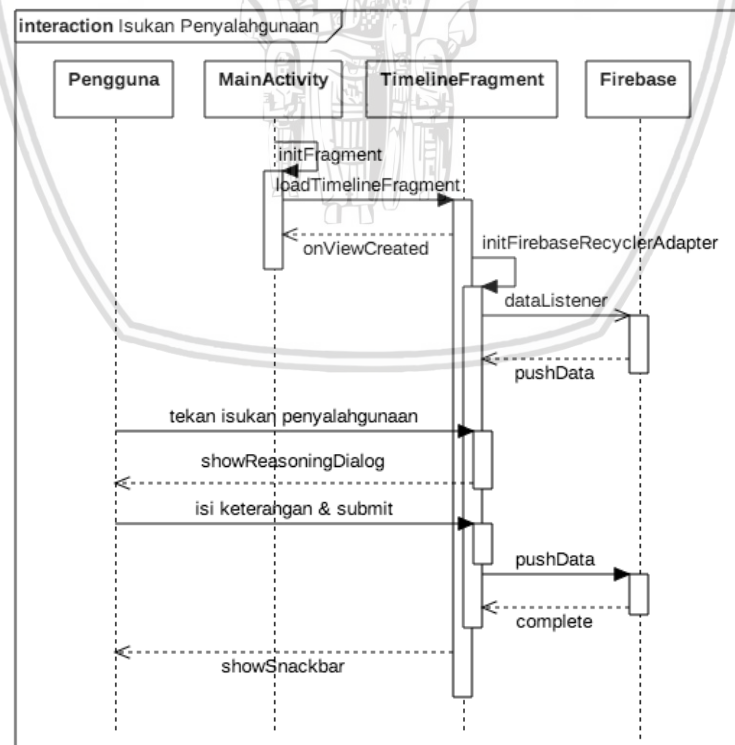 interaction Isukan Penyalahgunaan
Pengguna
MainActivity
TimelineFragment
Firebase
initFragment
loadTimelineFragment
onViewCreated
initFirebaseRecyclerAdapter
dataListener
pushData
tekan isukan penyalahgunaan
showReasoningDialog
isi keterangan & submit
pushData
complete
showSnackbar